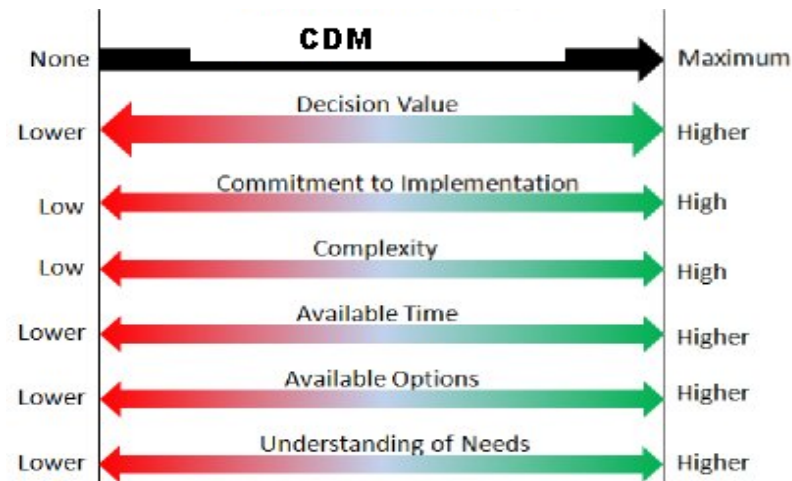 CDM
None Maximum
Decision Value
Lower Higher
Commitment to Implementation
Low High
Complexity
Low High
Available Time
Lower Higher
Available Options
Lower Higher
Understanding of Needs
Lower Higher